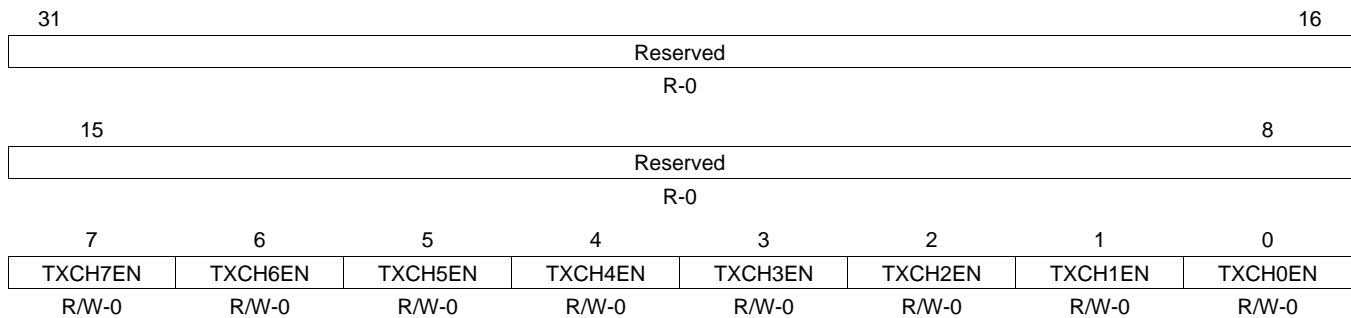 31 16
Reserved
R-0
15 8
Reserved
R-0
7 6 5 4 3 2 1 0
TXCH7EN TXCH6EN TXCH5EN TXCH4EN TXCH3EN TXCH2EN TXCH1EN TXCH0EN
R/W-0 R/W-0 R/W-0 R/W-0 R/W-0 R/W-0 R/W-0 R/W-0